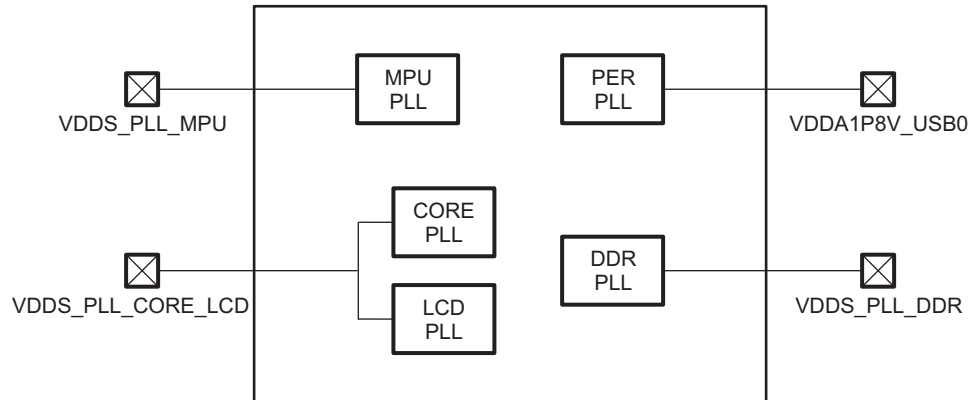 MPU
PLL
PER
PLL
VDDS_PLL_MPU
VDDA1P8V_USB0
CORE
PLL
DDR
PLL
VDDS_PLL_CORE_LCD
LCD
PLL
VDDS_PLL_DDR